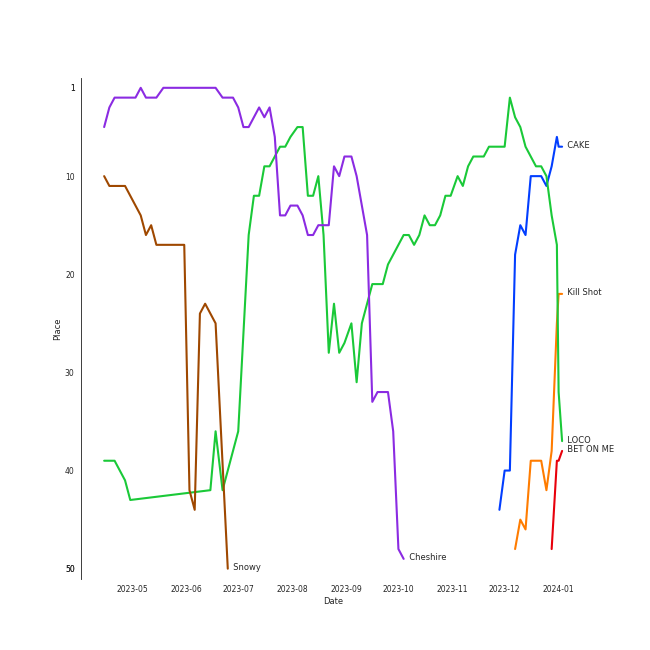 1
10
20
30
40
50
Place
CAKE
Kill Shot
LOCO
BET ON ME
Cheshire
Snowy
2023-05
2023-06
2023-07
2023-08
2023-09
2023-10
2023-11
2023-12
2024-01
Date